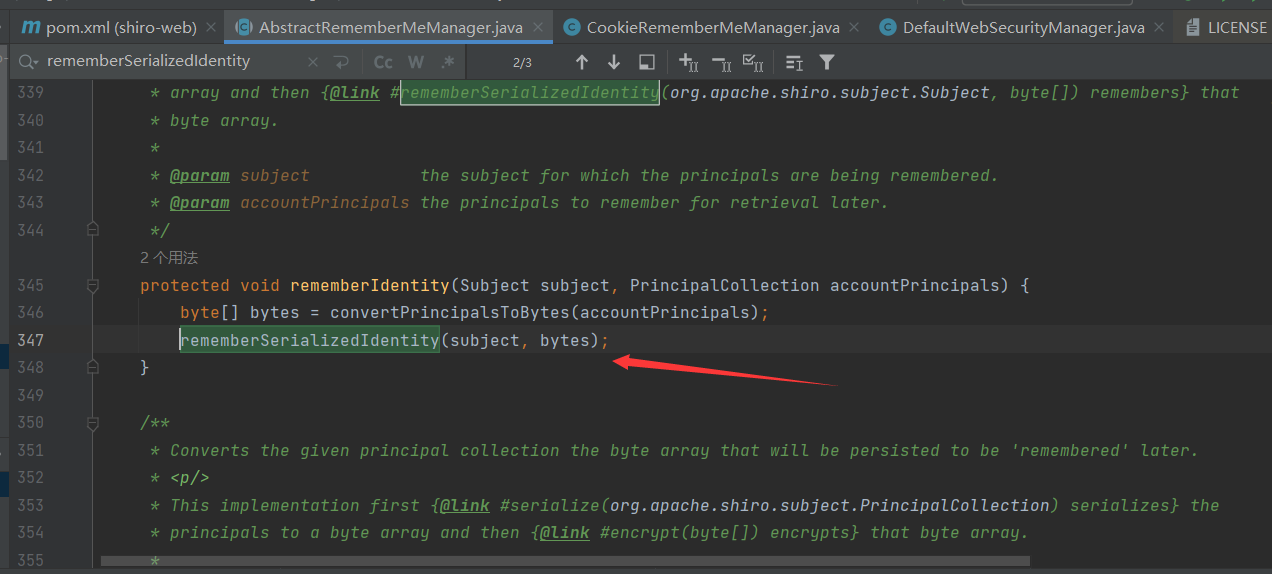 pom.xml (shiro-web) AbstractRememberMeManager.java CookieRememberMeManager.java DefaultWebSecurityManager.java LICENSE
rememberSerializedIdentity Cc W .* 2/3
339 * array and then {@link #rememberSerializedIdentity(org.apache.shiro.subject.Subject, byte[]) remembers} that
340 * byte array.
341 *
342 * @param subject the subject for which the principals are being remembered.
343 * @param accountPrincipals the principals to remember for retrieval later.
344 */
2 个用法
345 protected void rememberIdentity(Subject subject, PrincipalCollection accountPrincipals) {
346 byte[] bytes = convertPrincipalsToBytes(accountPrincipals);
347 rememberSerializedIdentity(subject, bytes);
348 }
349
350 /**
351 * Converts the given principal collection the byte array that will be persisted to be 'remembered' later.
352 * <p/>
353 * This implementation first {@link #serialize(org.apache.shiro.subject.PrincipalCollection) serializes} the
354 * principals to a byte array and then {@link #encrypt(byte[]) encrypts} that byte array.
355 *